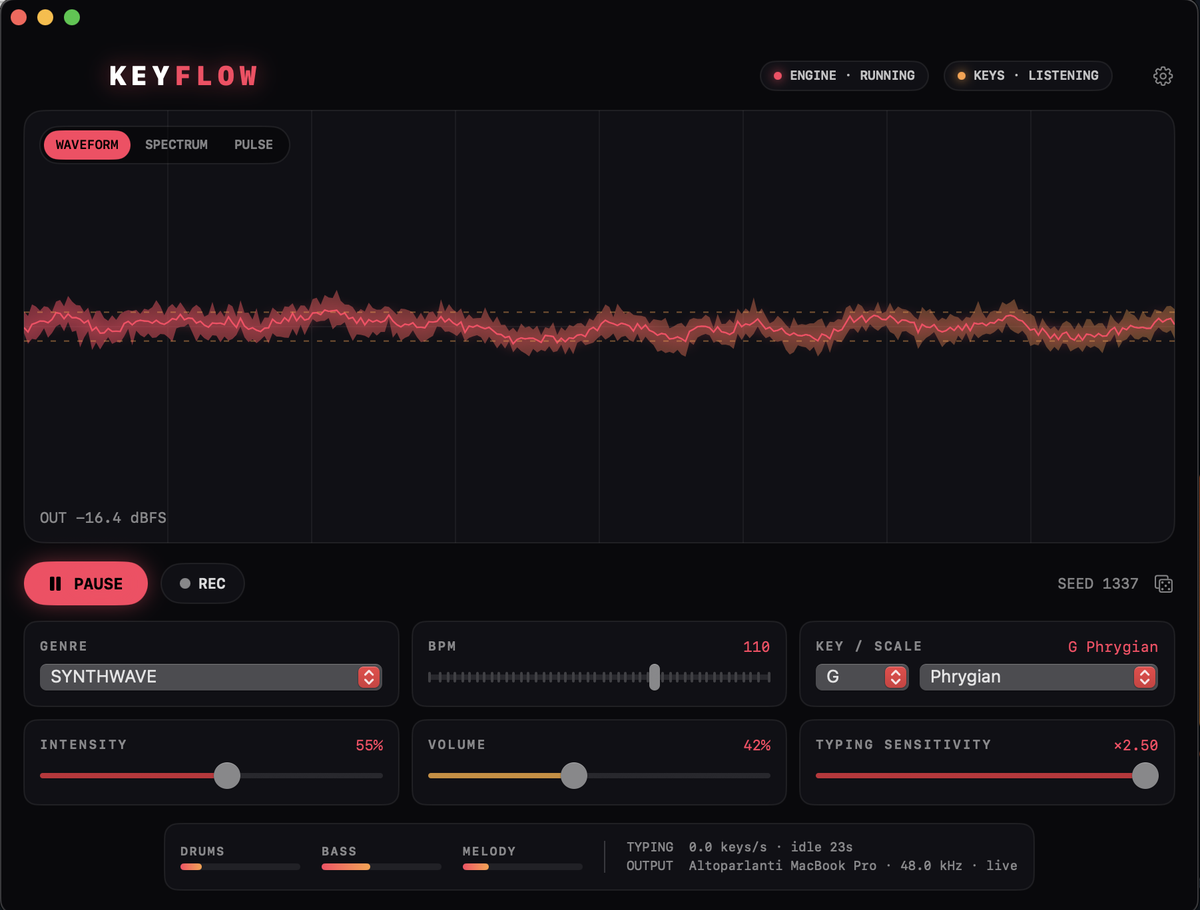 KEYFLOW
ENGINE · RUNNING
KEYS · LISTENING
WAVEFORM SPECTRUM PULSE
OUT −16.4 dBFS
PAUSE
REC
SEED 1337
GENRE
SYNTHWAVE
BPM 110
KEY / SCALE G Phrygian
G Phrygian
INTENSITY 55%
VOLUME 42%
TYPING SENSITIVITY ×2.50
DRUMS BASS MELODY
TYPING 0.0 keys/s · idle 23s
OUTPUT Altoparlanti MacBook Pro · 48.0 kHz · live